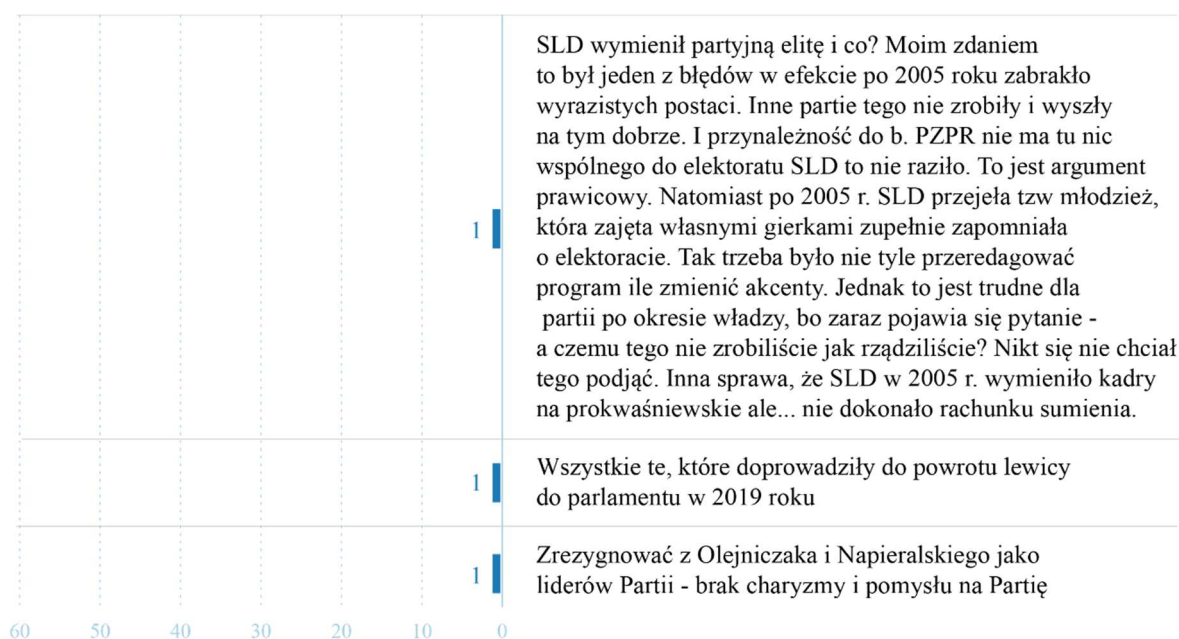 SLD wymienił partyjną elitę i co? Moim zdaniem
to był jeden z błędów w efekcie po 2005 roku zabrakło
wyrazistych postaci. Inne partie tego nie zrobiły i wyszły
na tym dobrze. I przynależność do b. PZPR nie ma tu nic
wspólnego do elektoratu SLD to nie raziło. To jest argument
prawicowy. Natomiast po 2005 r. SLD przejeła tzw młodzież,
1
która zajęta własnymi gierkami zupełnie zapomniała
o elektoracie. Tak trzeba było nie tyle przeredagować
program ile zmienić akcenty. Jednak to jest trudne dla
partii po okresie władzy, bo zaraz pojawia się pytanie -
a czemu tego nie zrobiliście jak rządziliście? Nikt się nie chciał
tego podjąć. Inna sprawa, że SLD w 2005 r. wymieniło kadry
na prokwaśniewskie ale... nie dokonało rachunku sumienia.
1
Wszystkie te, które doprowadziły do powrotu lewicy
do parlamentu w 2019 roku
1
Zrezygnować z Olejniczaka i Napieralskiego jako
liderów Partii - brak charyzmy i pomysłu na Partię
60 50 40 30 20 10 0